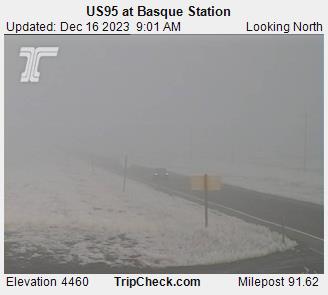 US95 at Basque Station
Updated: Dec 16 2023 9:01 AM Looking North
Elevation 4460 TripCheck.com Milepost 91.62